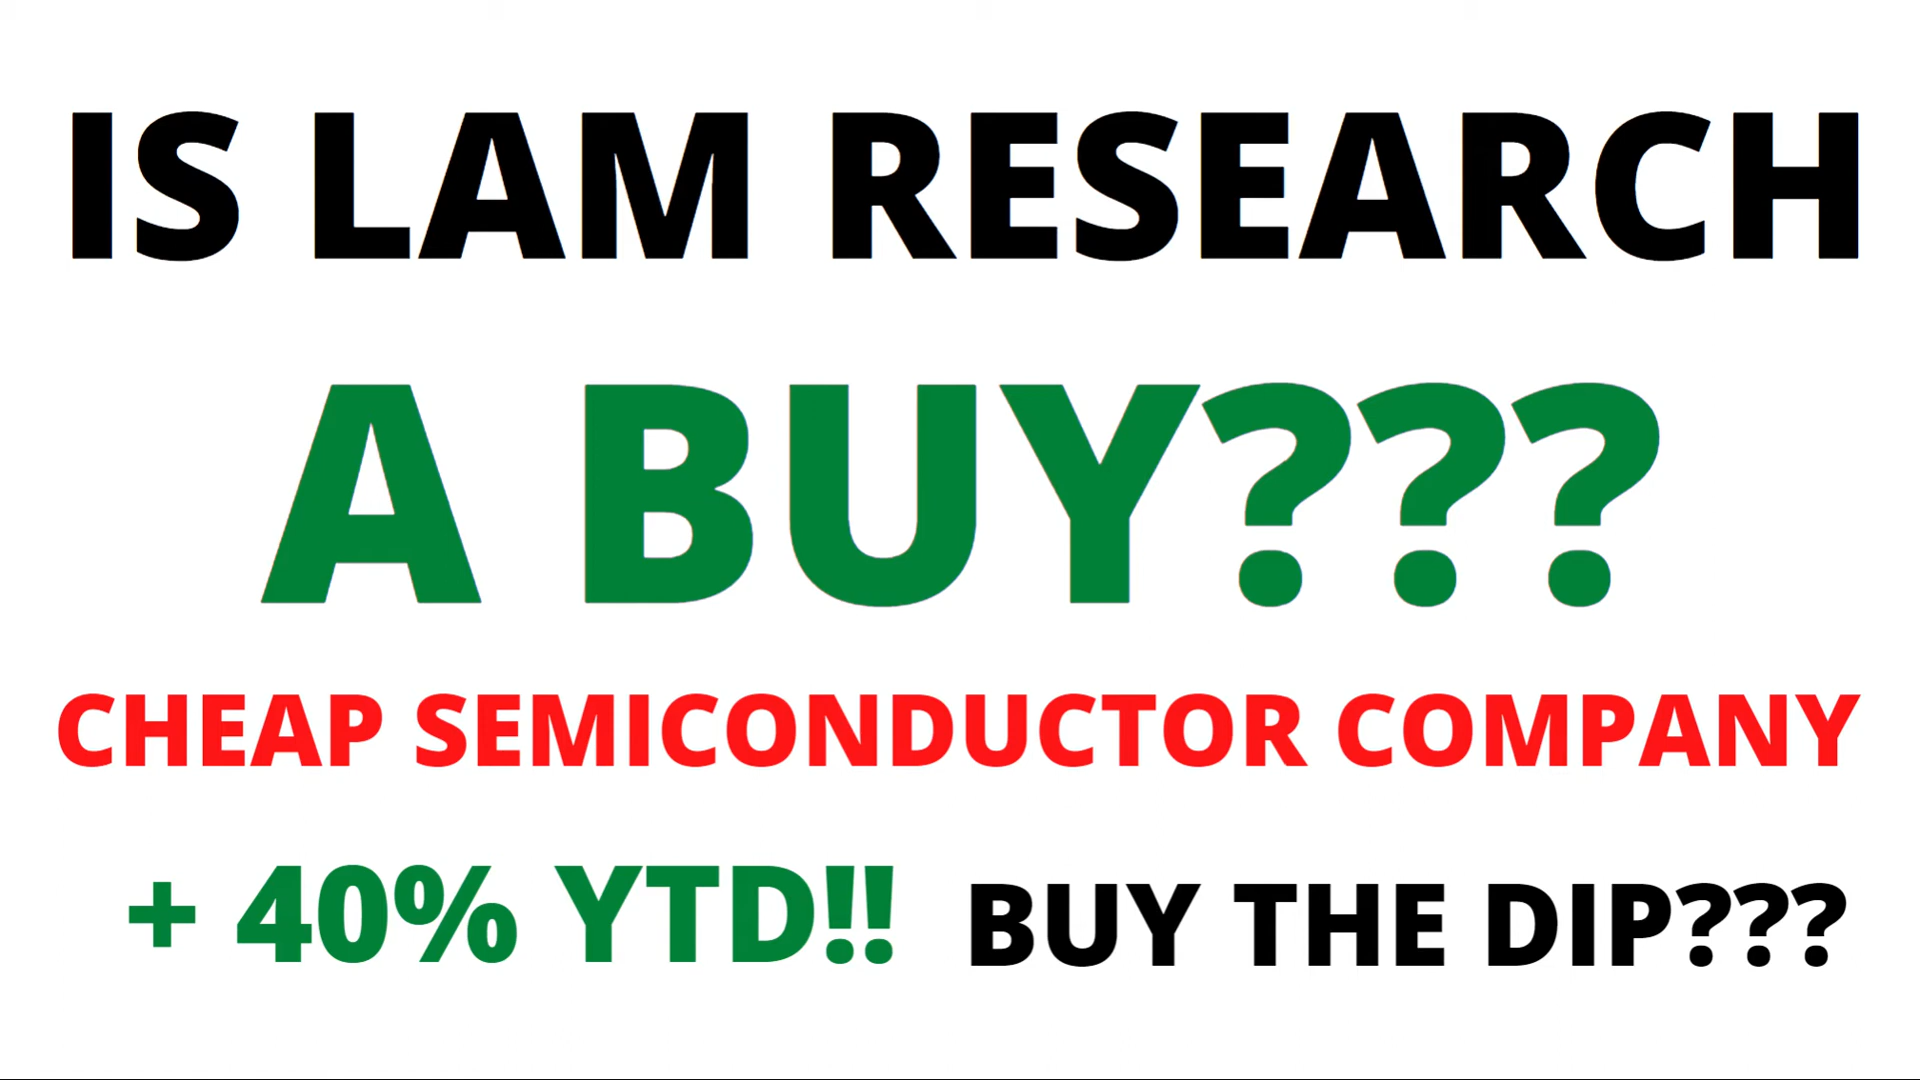 IS LAM RESEARCH
A BUY???
CHEAP SEMICONDUCTOR COMPANY
+ 40% YTD!! BUY THE DIP???